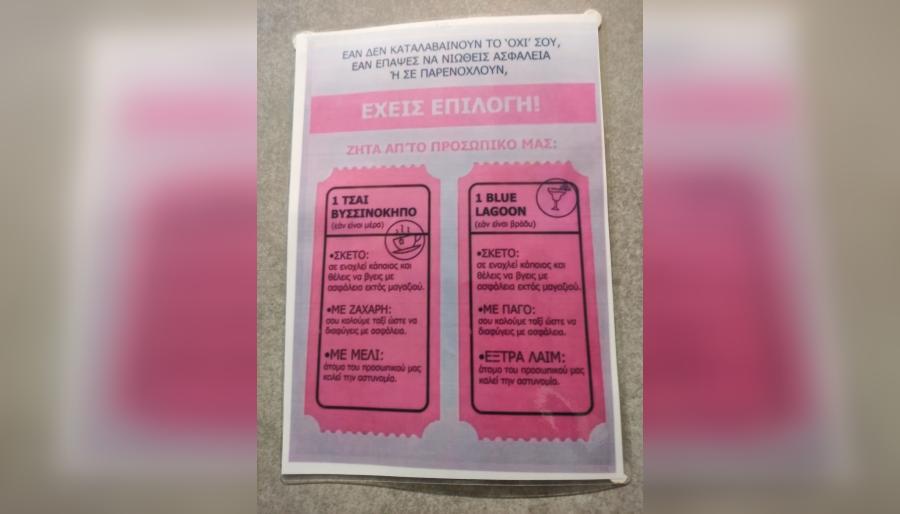 ΕΑΝ ΔΕΝ ΚΑΤΑΛΑΒΑΙΝΟΥΝ ΤΟ 'ΟΧΙ' ΣΟΥ,
ΕΑΝ ΕΠΑΨΕΣ ΝΑ ΝΙΩΘΕΙΣ ΑΣΦΑΛΕΙΑ
Ή ΣΕ ΠΑΡΕΝΟΧΛΟΥΝ,
ΕΧΕΙΣ ΕΠΙΛΟΓΗ!
ΖΗΤΑ ΑΠ'ΤΟ ΠΡΟΣΩΠΙΚΟ ΜΑΣ:
1 ΤΣΑΙ
ΒΥΣΣΙΝΟΚΗΠΟ
(εάν είναι μέρα)
•ΣΚΕΤΟ:
σε ενοχλεί κάποιος και
θέλεις να βγεις με
ασφάλεια εκτός μαγαζιού.
•ΜΕ ΖΑΧΑΡΗ:
σου καλούμε ταξί ώστε να
διαφύγεις με ασφάλεια.
•ΜΕ ΜΕΛΙ:
άτομο του προσωπικού μας
καλεί την αστυνομία.
1 BLUE
LAGOON
(εάν είναι βράδυ)
•ΣΚΕΤΟ:
σε ενοχλεί κάποιος και
θέλεις να βγεις με
ασφάλεια εκτός μαγαζιού.
•ΜΕ ΠΑΓΟ:
σου καλούμε ταξί ώστε να
διαφύγεις με ασφάλεια.
•ΕΞΤΡΑ ΛΑΙΜ:
άτομο του προσωπικού μας
καλεί την αστυνομία.